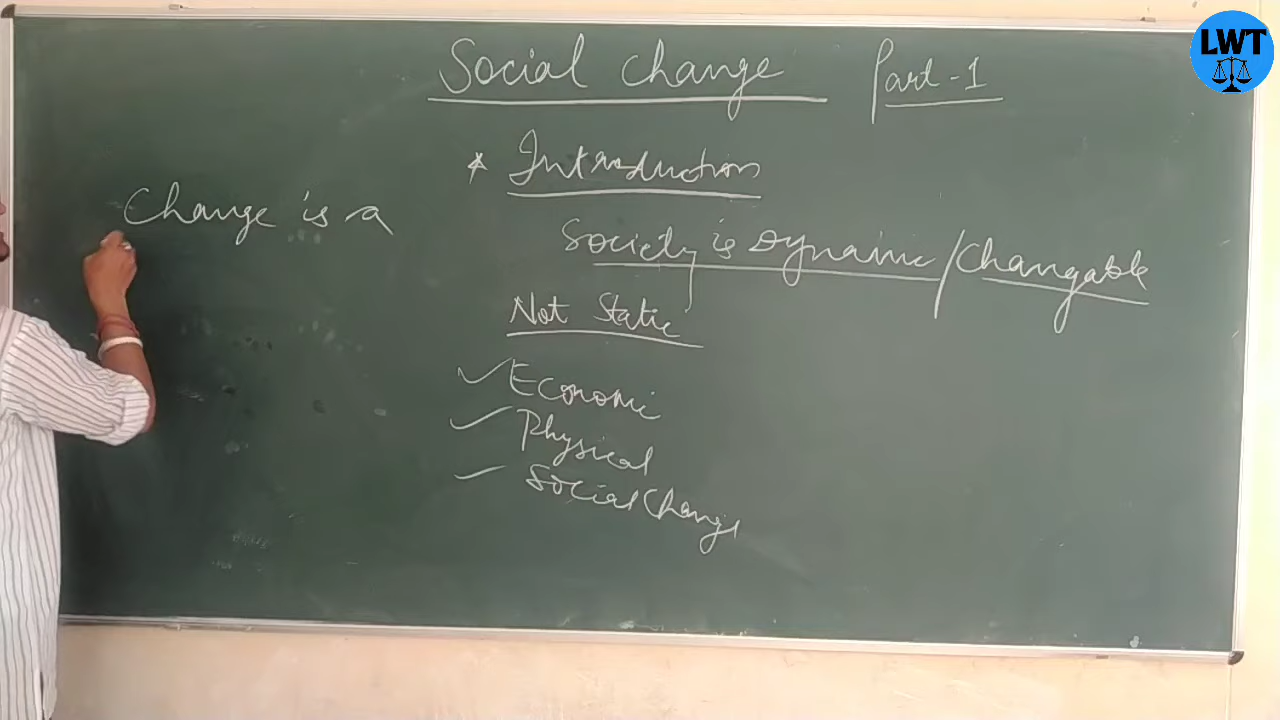 LWT
Social Change Part-1
* Introduction
Change is a
Society is Dynamic/Changable
Not Static
✓ Economic
✓ Physical
✓ Social Change